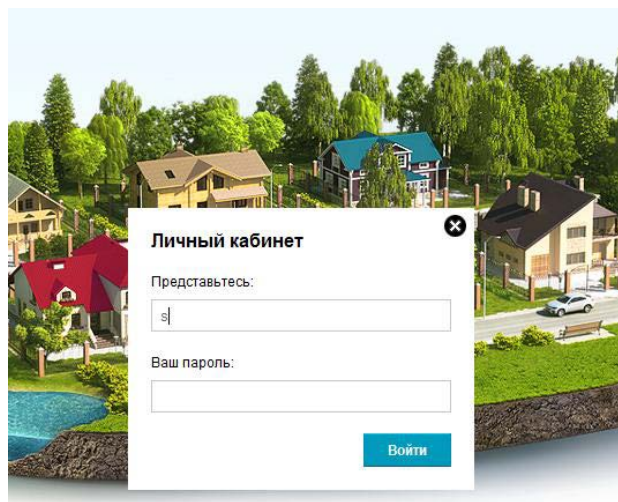 Личный кабинет
Представьтесь:
s
Ваш пароль:
Войти